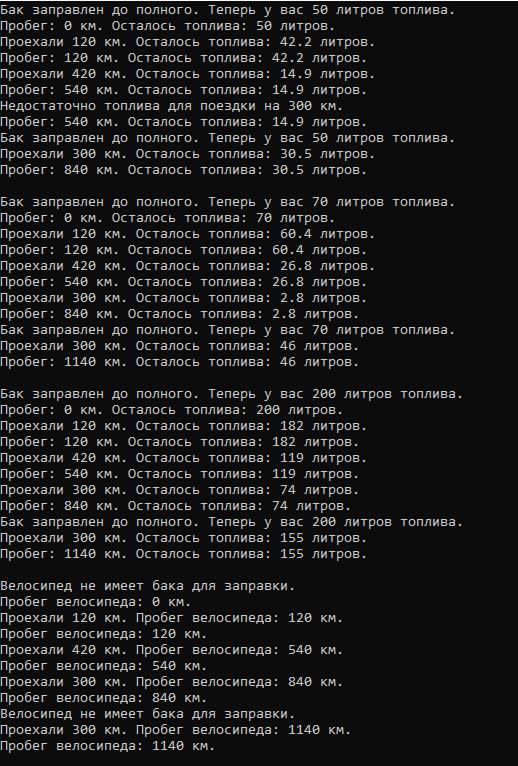 Бак заправлен до полного. Теперь у вас 50 литров топлива.
Пробег: 0 км. Осталось топлива: 50 литров.
Проехали 120 км. Осталось топлива: 42.2 литров.
Пробег: 120 км. Осталось топлива: 42.2 литров.
Проехали 420 км. Осталось топлива: 14.9 литров.
Пробег: 540 км. Осталось топлива: 14.9 литров.
Недостаточно топлива для поездки на 300 км.
Пробег: 540 км. Осталось топлива: 14.9 литров.
Бак заправлен до полного. Теперь у вас 50 литров топлива.
Проехали 300 км. Осталось топлива: 30.5 литров.
Пробег: 840 км. Осталось топлива: 30.5 литров.

Бак заправлен до полного. Теперь у вас 70 литров топлива.
Пробег: 0 км. Осталось топлива: 70 литров.
Проехали 120 км. Осталось топлива: 60.4 литров.
Пробег: 120 км. Осталось топлива: 60.4 литров.
Проехали 420 км. Осталось топлива: 26.8 литров.
Пробег: 540 км. Осталось топлива: 26.8 литров.
Проехали 300 км. Осталось топлива: 2.8 литров.
Пробег: 840 км. Осталось топлива: 2.8 литров.
Бак заправлен до полного. Теперь у вас 70 литров топлива.
Проехали 300 км. Осталось топлива: 46 литров.
Пробег: 1140 км. Осталось топлива: 46 литров.

Бак заправлен до полного. Теперь у вас 200 литров топлива.
Пробег: 0 км. Осталось топлива: 200 литров.
Проехали 120 км. Осталось топлива: 182 литров.
Пробег: 120 км. Осталось топлива: 182 литров.
Проехали 420 км. Осталось топлива: 119 литров.
Пробег: 540 км. Осталось топлива: 119 литров.
Проехали 300 км. Осталось топлива: 74 литров.
Пробег: 840 км. Осталось топлива: 74 литров.
Бак заправлен до полного. Теперь у вас 200 литров топлива.
Проехали 300 км. Осталось топлива: 155 литров.
Пробег: 1140 км. Осталось топлива: 155 литров.

Велосипед не имеет бака для заправки.
Пробег велосипеда: 0 км.
Проехали 120 км. Пробег велосипеда: 120 км.
Пробег велосипеда: 120 км.
Проехали 420 км. Пробег велосипеда: 540 км.
Пробег велосипеда: 540 км.
Проехали 300 км. Пробег велосипеда: 840 км.
Пробег велосипеда: 840 км.
Велосипед не имеет бака для заправки.
Проехали 300 км. Пробег велосипеда: 1140 км.
Пробег велосипеда: 1140 км.